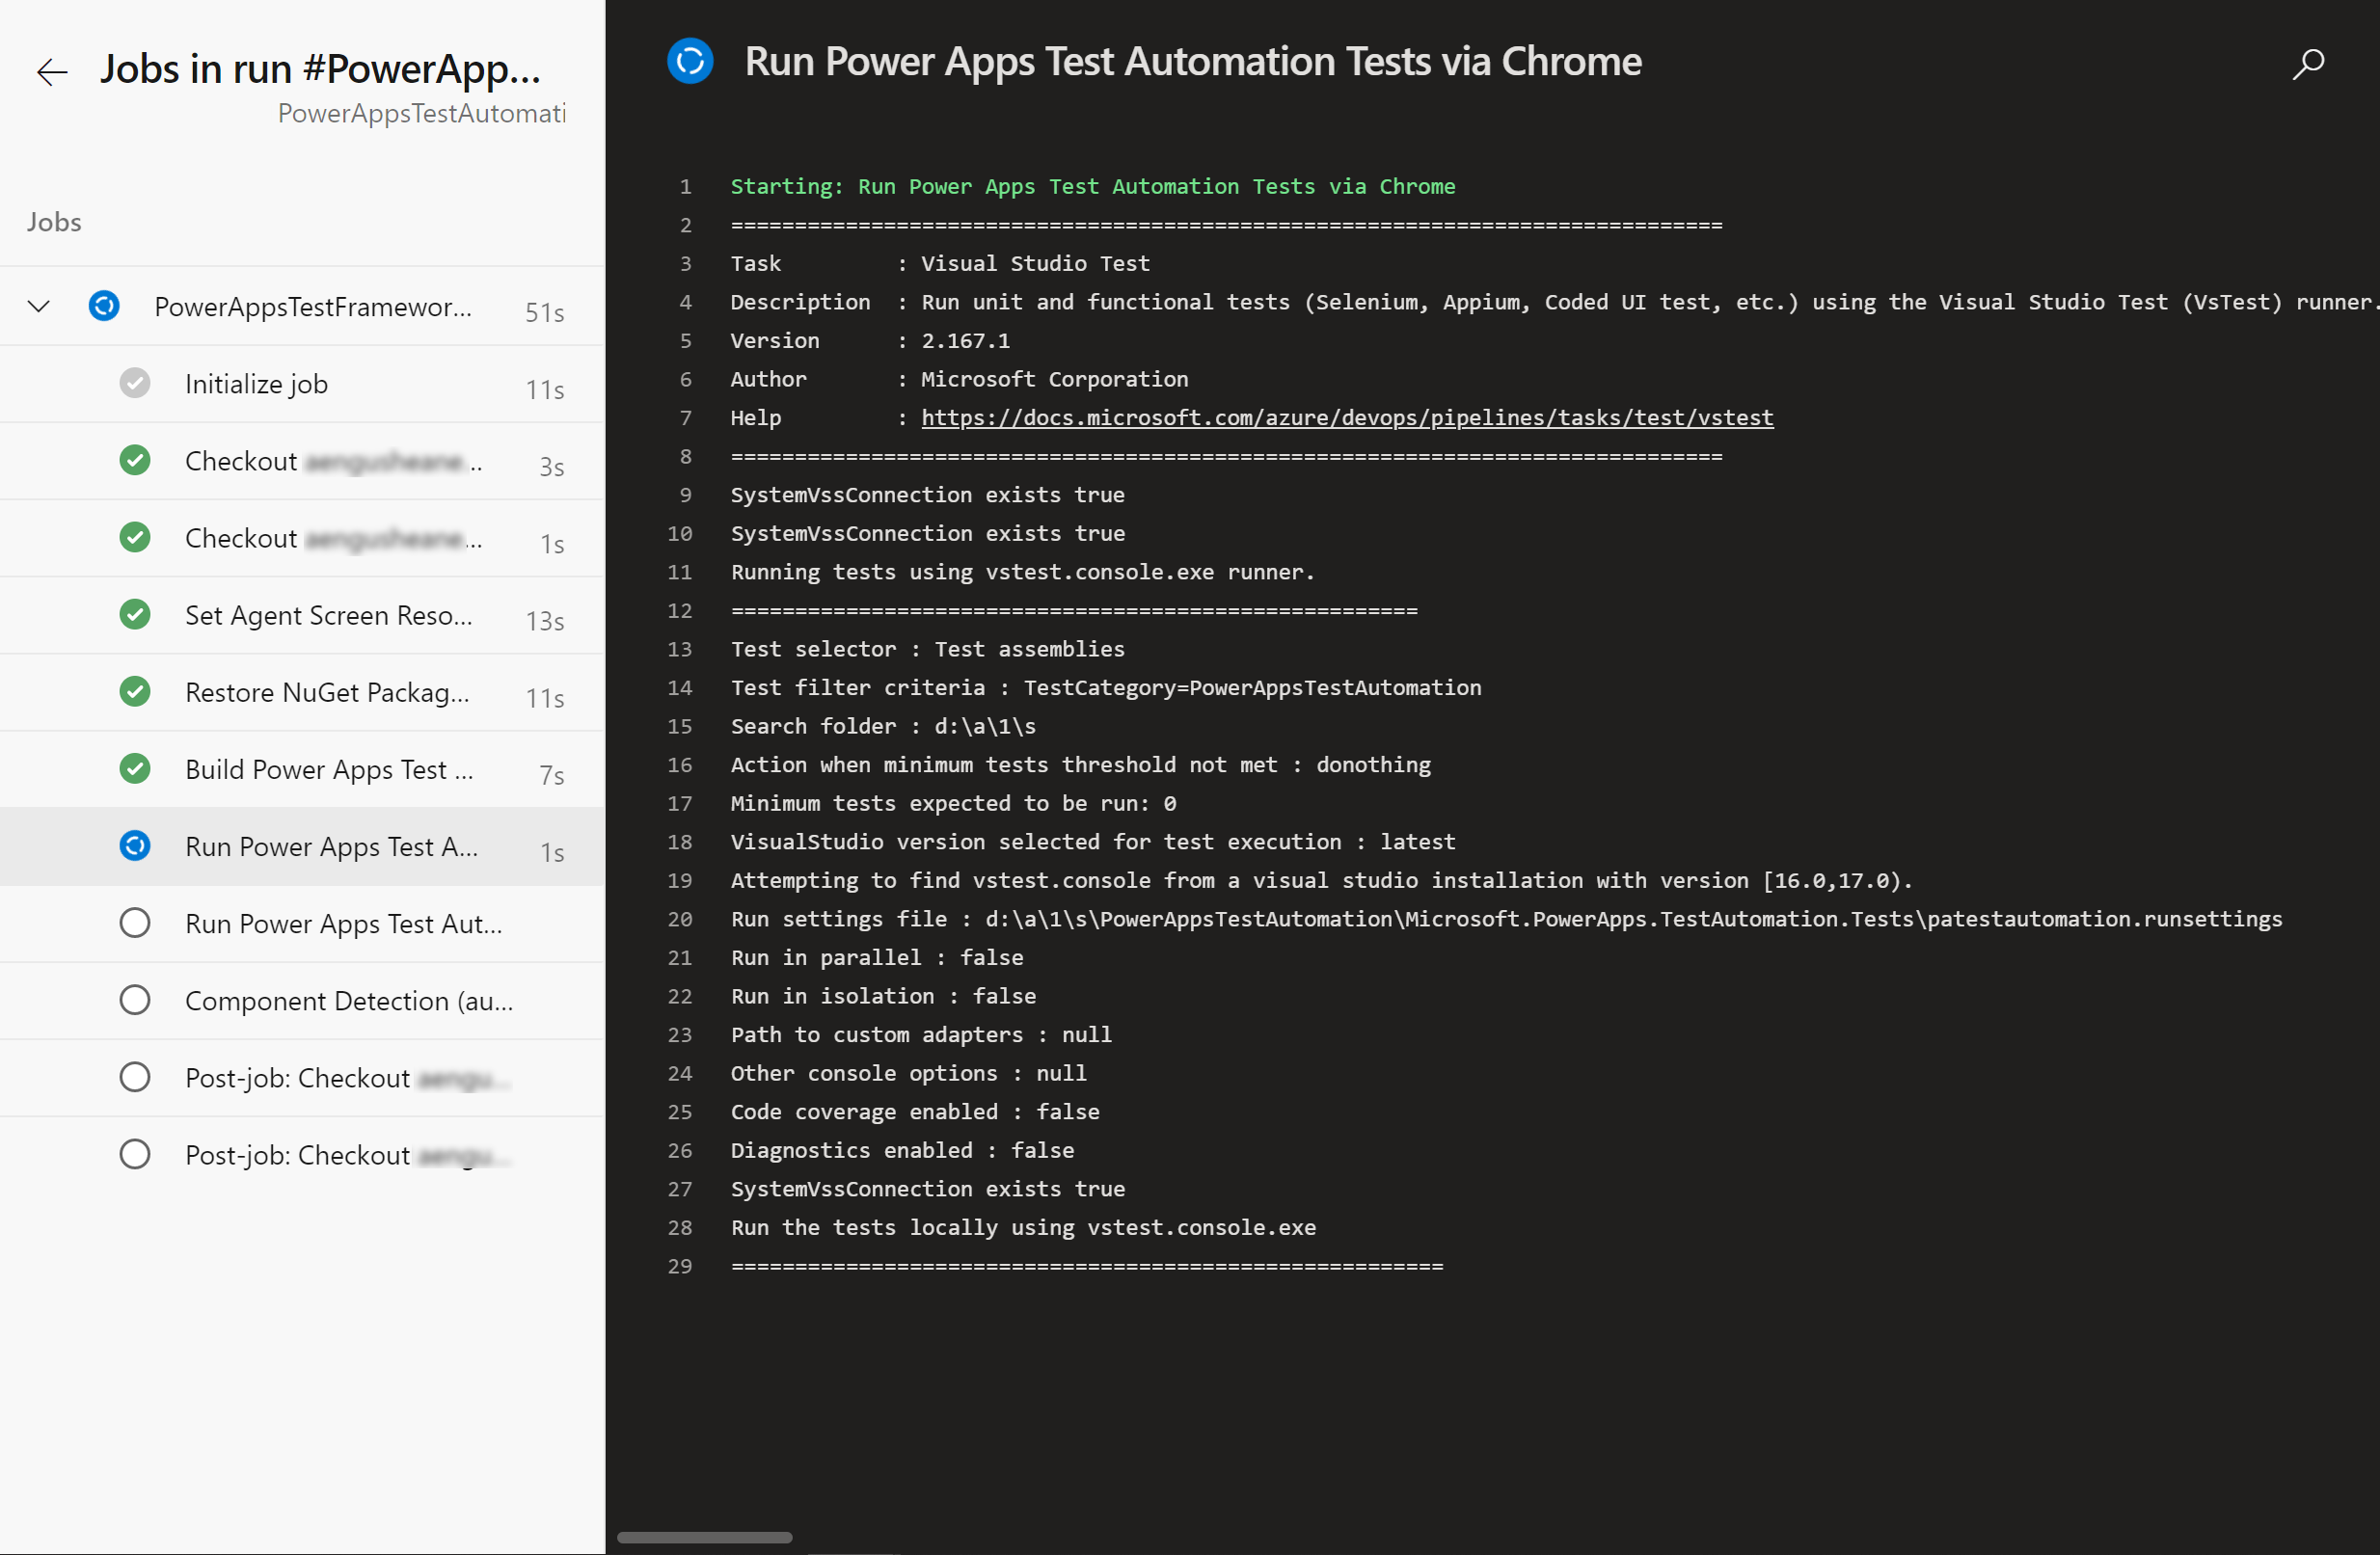 Jobs in run #PowerApp...
PowerAppsTestAutomati
Jobs
PowerAppsTestFramewor... 51s
Initialize job 11s
Checkout ... 3s
Checkout ... 1s
Set Agent Screen Reso... 13s
Restore NuGet Packag... 11s
Build Power Apps Test ... 7s
Run Power Apps Test A... 1s
Run Power Apps Test Aut...
Component Detection (au...
Post-job: Checkout
Post-job: Checkout
Run Power Apps Test Automation Tests via Chrome
1 Starting: Run Power Apps Test Automation Tests via Chrome
2 ==============================================================================
3 Task         : Visual Studio Test
4 Description  : Run unit and functional tests (Selenium, Appium, Coded UI test, etc.) using the Visual Studio Test (VsTest) runner.
5 Version      : 2.167.1
6 Author       : Microsoft Corporation
7 Help         : https://docs.microsoft.com/azure/devops/pipelines/tasks/test/vstest
8 ==============================================================================
9 SystemVssConnection exists true
10 SystemVssConnection exists true
11 Running tests using vstest.console.exe runner.
12 ======================================================
13 Test selector : Test assemblies
14 Test filter criteria : TestCategory=PowerAppsTestAutomation
15 Search folder : d:\a\1\s
16 Action when minimum tests threshold not met : donothing
17 Minimum tests expected to be run: 0
18 VisualStudio version selected for test execution : latest
19 Attempting to find vstest.console from a visual studio installation with version [16.0,17.0).
20 Run settings file : d:\a\1\s\PowerAppsTestAutomation\Microsoft.PowerApps.TestAutomation.Tests\patestautomation.runsettings
21 Run in parallel : false
22 Run in isolation : false
23 Path to custom adapters : null
24 Other console options : null
25 Code coverage enabled : false
26 Diagnostics enabled : false
27 SystemVssConnection exists true
28 Run the tests locally using vstest.console.exe
29 ========================================================